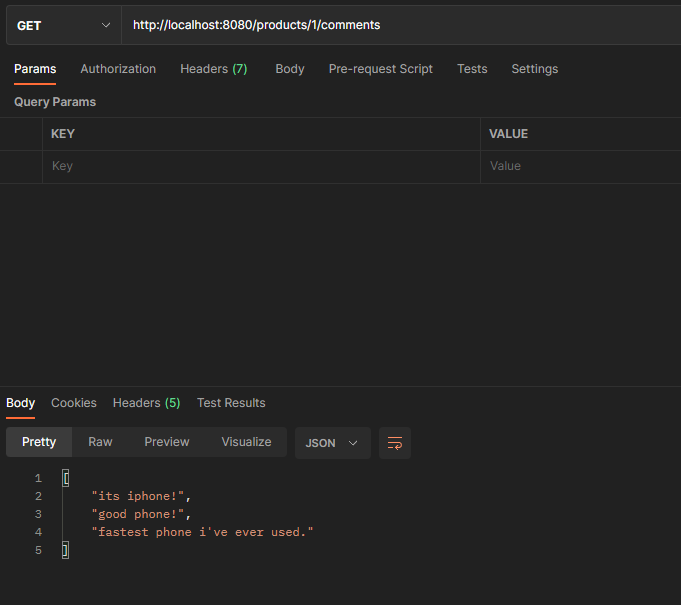 GET http://localhost:8080/products/1/comments
Params Authorization Headers (7) Body Pre-request Script Tests Settings
Query Params
KEY VALUE
Key Value
Body Cookies Headers (5) Test Results
Pretty Raw Preview Visualize JSON
1 [
2 "its iphone!",
3 "good phone!",
4 "fastest phone i've ever used."
5 ]